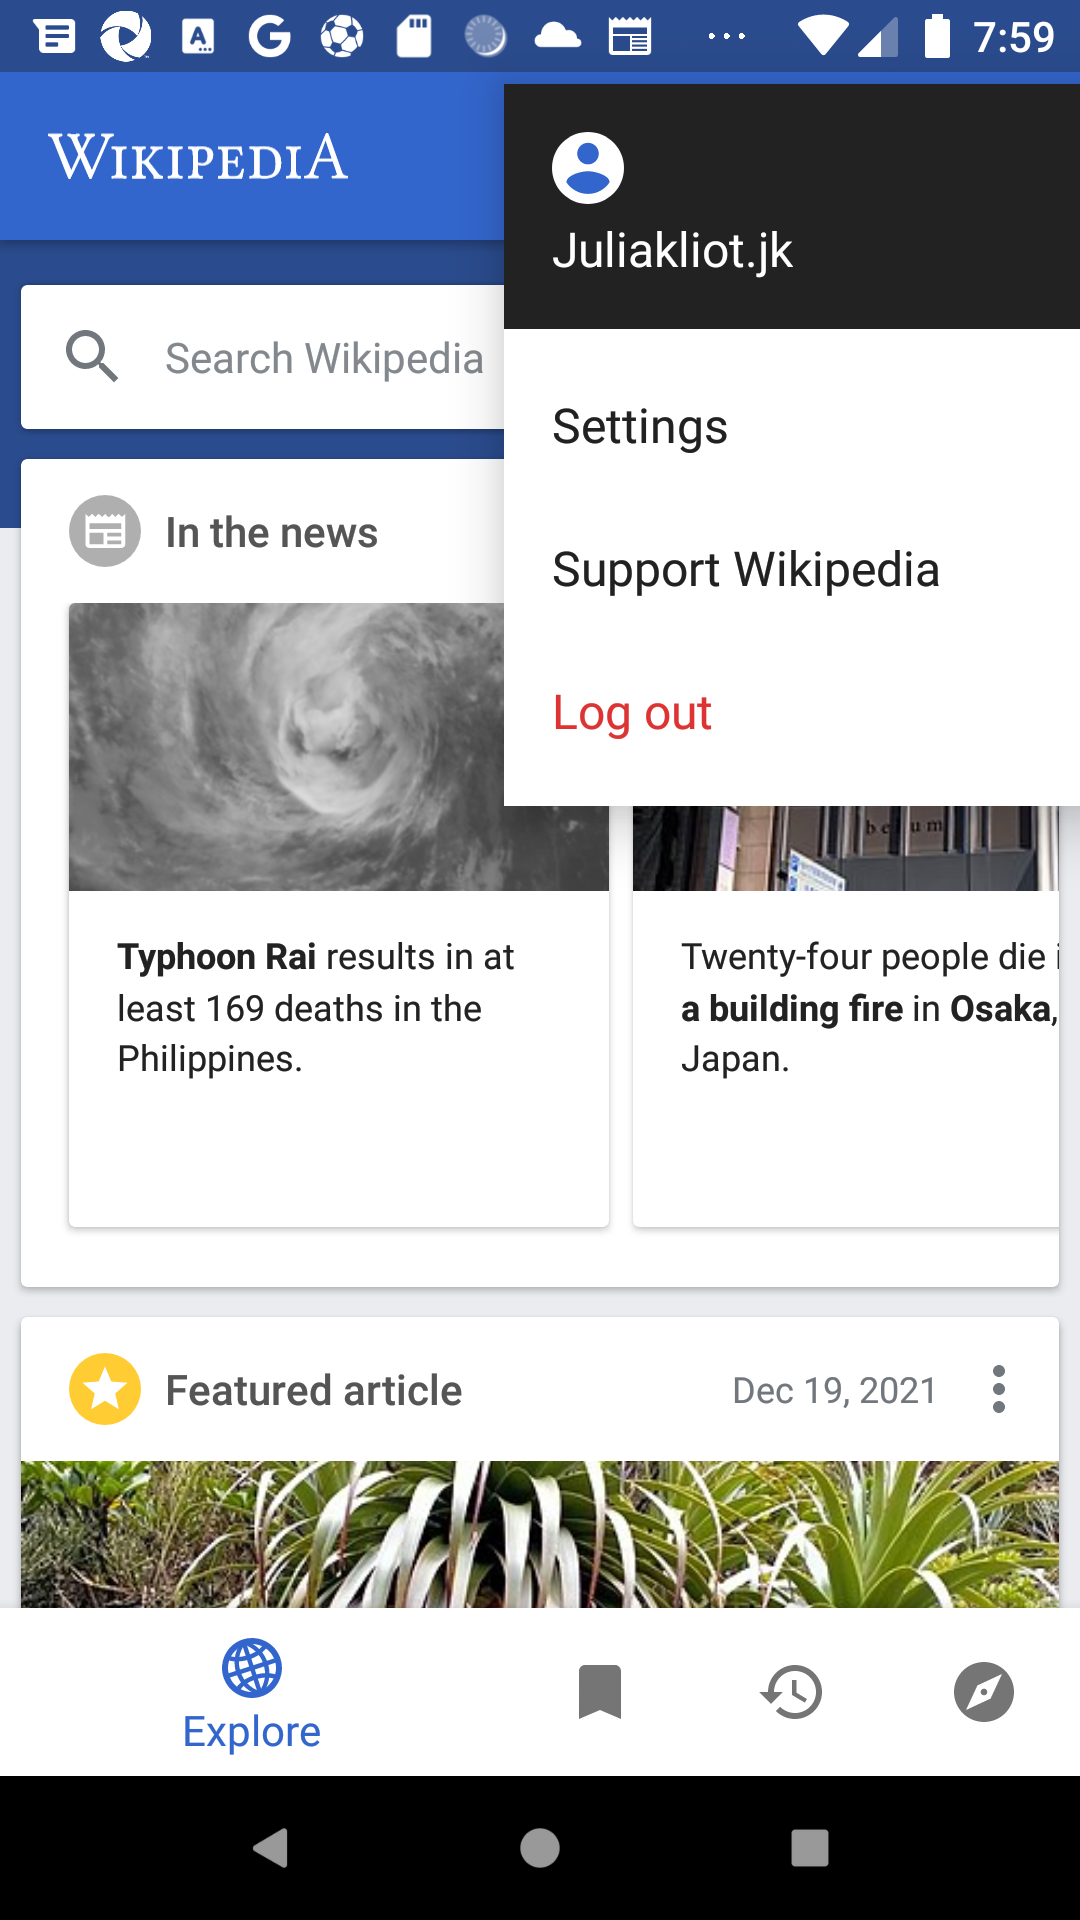 7:59
WIKIPEDIA
Juliakliot.jk
Search Wikipedia
Settings
Support Wikipedia
Log out
In the news
Typhoon Rai results in at
least 169 deaths in the
Philippines.
Twenty-four people die
a building fire in Osaka,
Japan.
Featured article
Dec 19, 2021
Explore